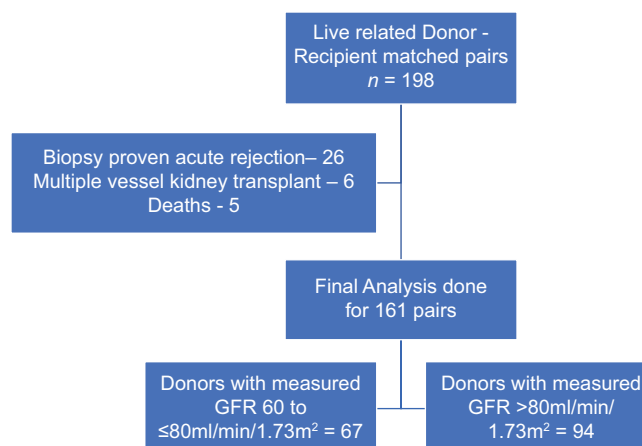 Live related Donor -
Recipient matched pairs
n = 198
Biopsy proven acute rejection– 26
Multiple vessel kidney transplant – 6
Deaths - 5
Final Analysis done
for 161 pairs
Donors with measured
GFR 60 to
≤80ml/min/1.73m² = 67
Donors with measured
GFR >80ml/min/
1.73m² = 94